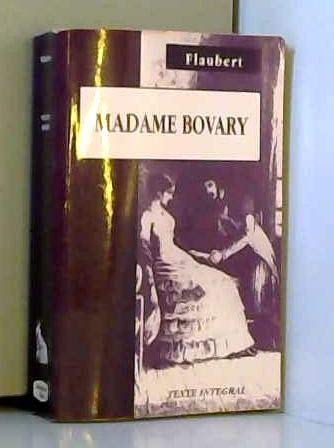 Flaubert
MADAME BOVARY
TEXTE INTEGRAL